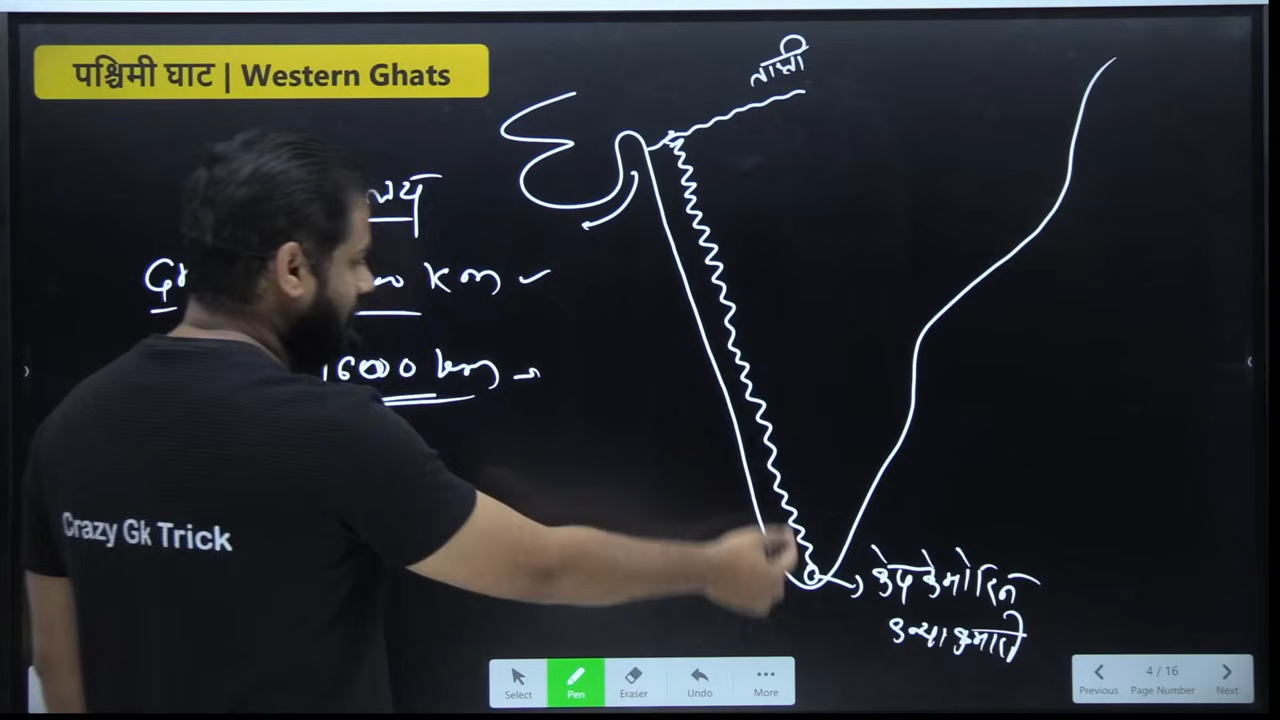 पश्चिमी घाट | Western Ghats
ताप्ती
km
1600 km
Crazy Gk Trick
केप केमोरिन
कन्याकुमारी
Select Pen Eraser Undo More
Previous 4 / 16 Page Number Next